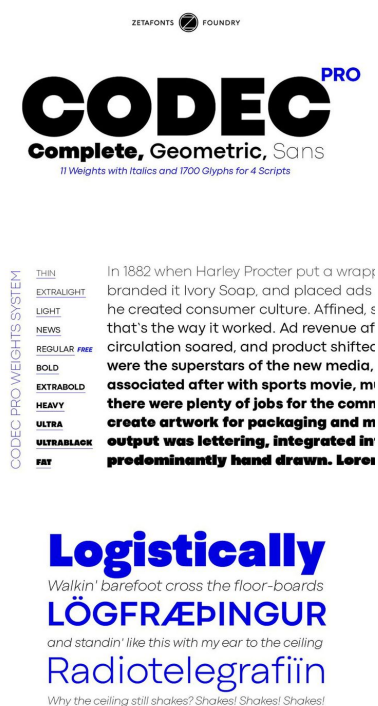 ZETAFONTS FOUNDRY
CODEC PRO
Complete, Geometric, Sans
11 Weights with Italics and 1700 Glyphs for 4 Scripts
CODEC PRO WEIGHTS SYSTEM
THIN In 1882 when Harley Procter put a wrapp
EXTRALIGHT branded it Ivory Soap, and placed ads
LIGHT he created consumer culture. Affined, s
NEWS that's the way it worked. Ad revenue af
REGULAR FREE circulation soared, and product shifted
BOLD were the superstars of the new media,
EXTRABOLD associated after with sports movie, mu
HEAVY there were plenty of jobs for the comm
ULTRA create artwork for packaging and m
ULTRABLACK output was lettering, integrated in
FAT predominantly hand drawn. Lorem
Logistically
Walkin' barefoot cross the floor-boards
LÖGFRÆÞINGUR
and standin' like this with my ear to the ceiling
Radiotelegrafiïn
Why the ceiling still shakes? Shakes! Shakes! Shakes!